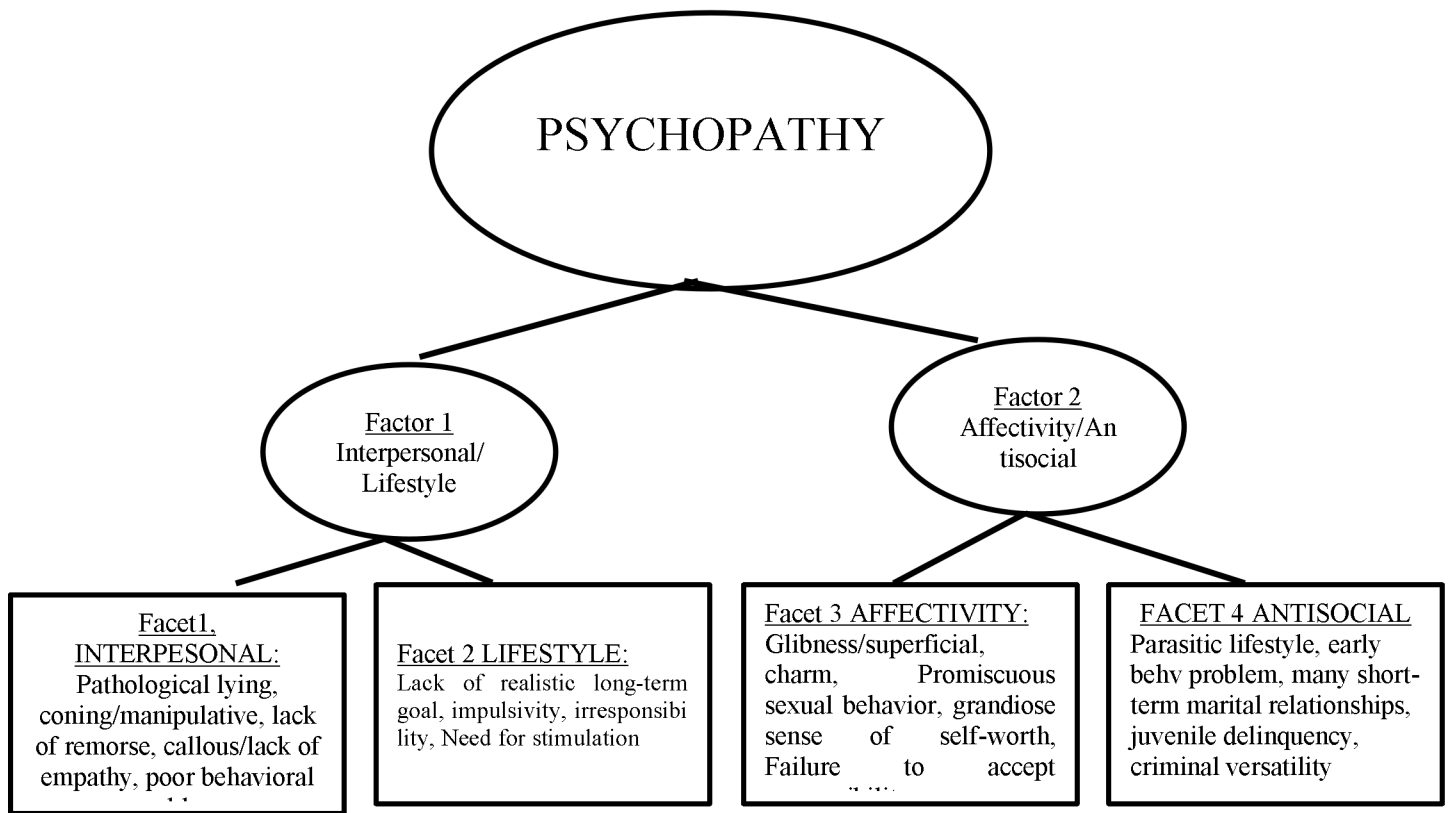 PSYCHOPATHY
Factor 1
Interpersonal/
Lifestyle
Factor 2
Affectivity/An
tisocial
Facet1,
INTERPESONAL:
Pathological lying,
coning/manipulative, lack
of remorse, callous/lack of
empathy, poor behavioral
Facet 2 LIFESTYLE:
Lack of realistic long-term
goal, impulsivity, irresponsibi
lity, Need for stimulation
Facet 3 AFFECTIVITY:
Glibness/superficial,
charm, Promiscuous
sexual behavior, grandiose
sense of self-worth,
Failure to accept
FACET 4 ANTISOCIAL
Parasitic lifestyle, early
behv problem, many short-
term marital relationships,
juvenile delinquency,
criminal versatility